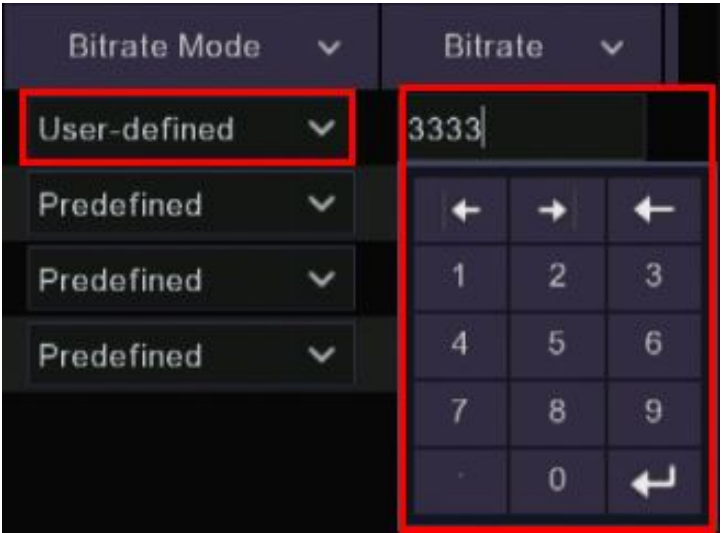 Bitrate Mode Bitrate
User-defined 3333
Predefined
Predefined
1 2 3
Predefined
4 5 6
7 8 9
. 0